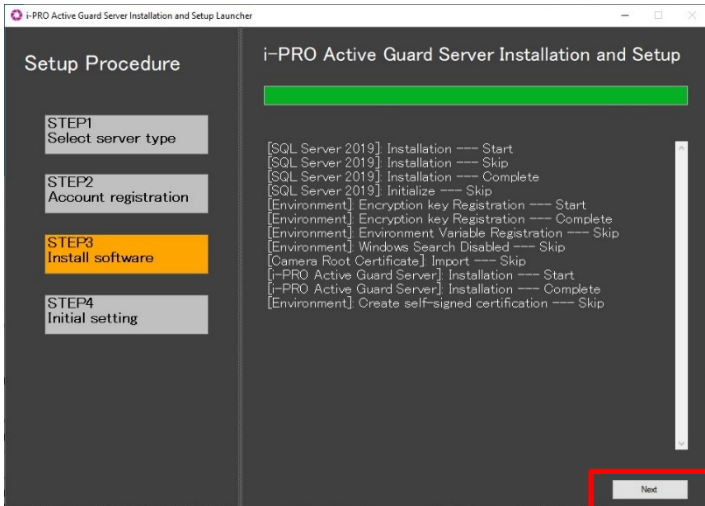 i-PRO Active Guard Server Installation and Setup Launcher
Setup Procedure
STEP1
Select server type
STEP2
Account registration
STEP3
Install software
STEP4
Initial setting
i-PRO Active Guard Server Installation and Setup
[SQL Server 2019]: Installation --- Start
[SQL Server 2019]: Installation --- Skip
[SQL Server 2019]: Installation --- Complete
[SQL Server 2019]: Initialize --- Skip
[Environment]: Encryption key Registration --- Start
[Environment]: Encryption key Registration --- Complete
[Environment]: Environment Variable Registration --- Skip
[Environment]: Windows Search Disabled --- Skip
[Camera Root Certificate]: Import --- Skip
[i-PRO Active Guard Server]: Installation --- Start
[i-PRO Active Guard Server]: Installation --- Complete
[Environment]: Create self-signed certification --- Skip
Next